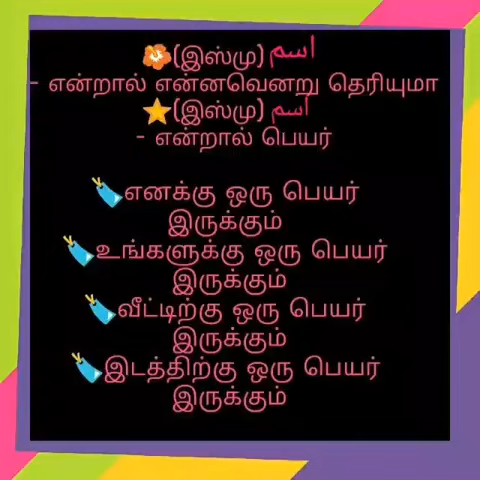 🌺(இஸ்மு) اسم
- என்றால் என்னவெனறு தெரியுமா
⭐(இஸ்மு) اسم
- என்றால் பெயர்
🏷️எனக்கு ஒரு பெயர்
இருக்கும்
🏷️உங்களுக்கு ஒரு பெயர்
இருக்கும்
🏷️வீட்டிற்கு ஒரு பெயர்
இருக்கும்
🏷️இடத்திற்கு ஒரு பெயர்
இருக்கும்